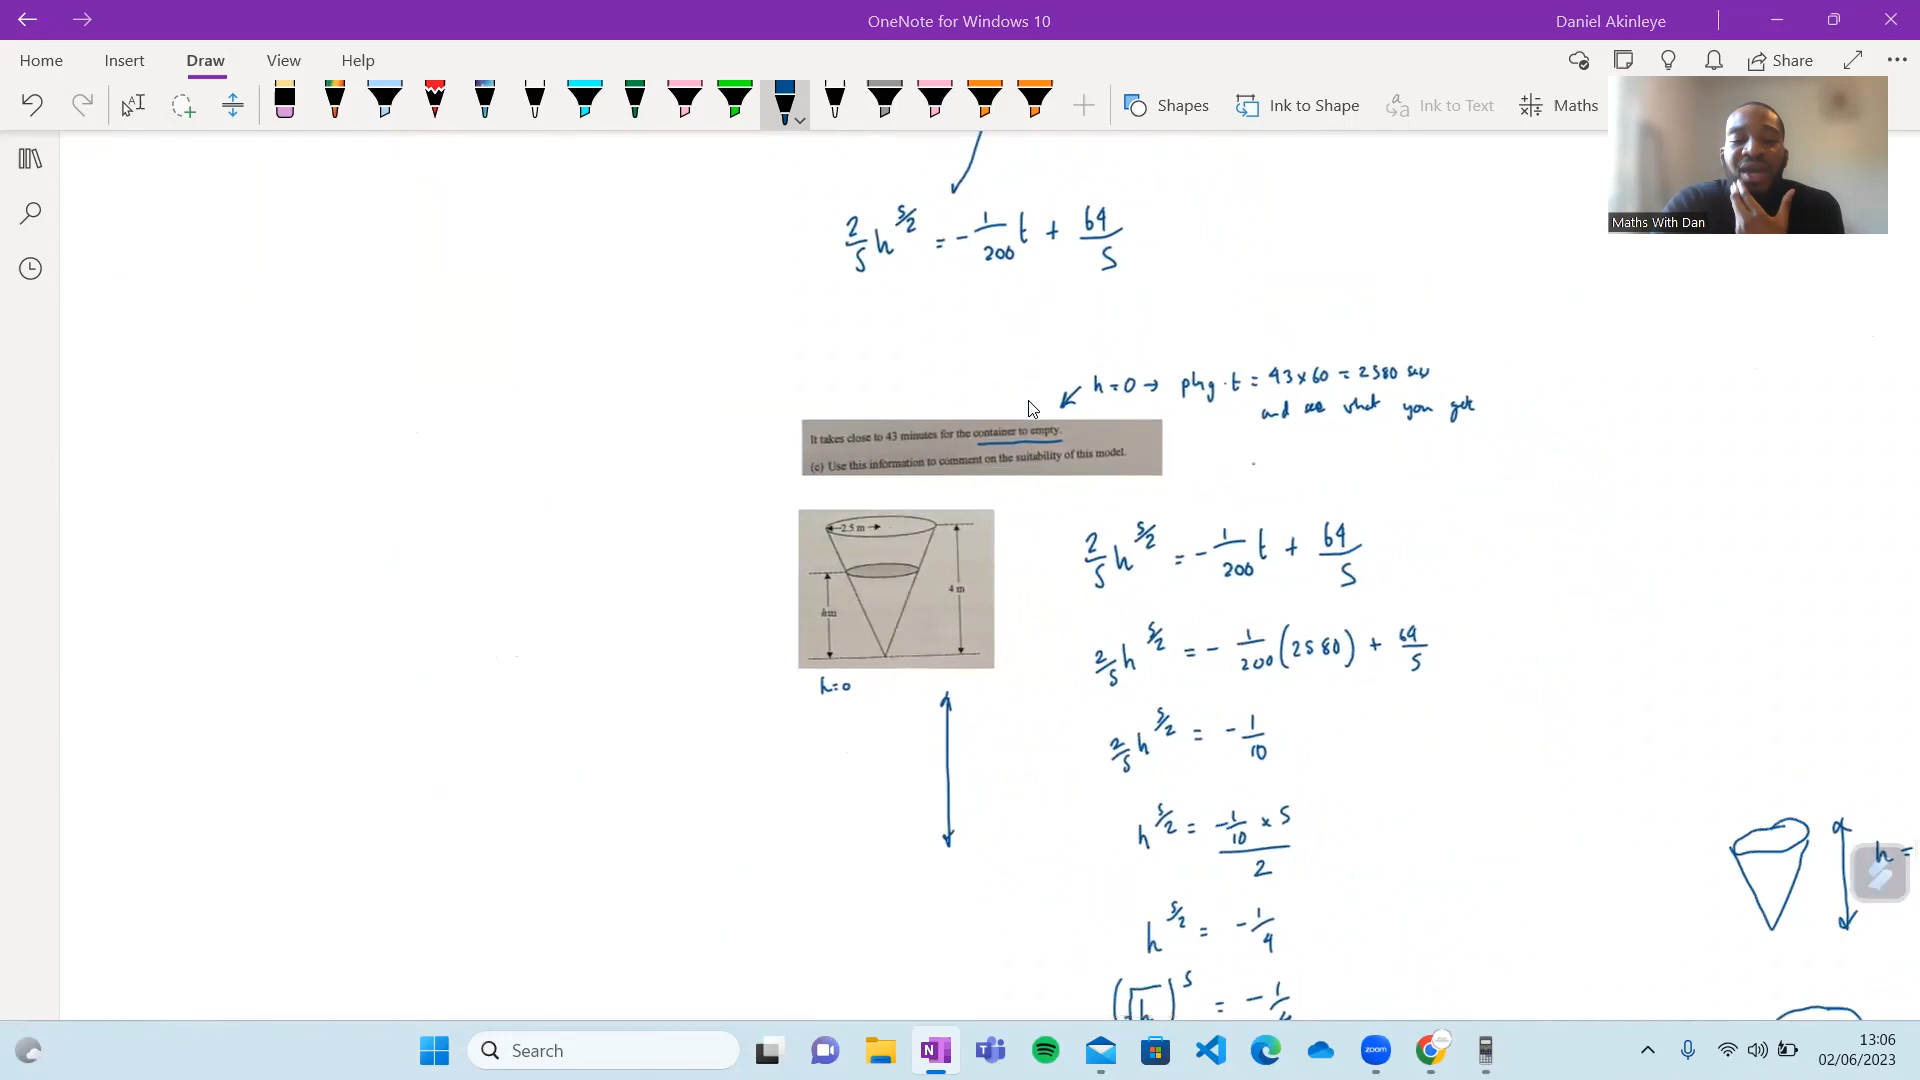 OneNote for Windows 10
Daniel Akinleye
Home Insert Draw View Help
Share
Shapes Ink to Shape Ink to Text Maths
Maths With Dan
2/5 h^5/2 = - 1/200 t + 64/5
h = 0 → plug t = 43 × 60 = 2580 sec
and see what you get
It takes close to 43 minutes for the container to empty.
(c) Use this information to comment on the suitability of this model.
2.5 m
4 m
h m
h = 0
2/5 h^5/2 = - 1/200 t + 64/5
2/5 h^5/2 = - 1/200 (2580) + 64/5
2/5 h^5/2 = - 1/10
h^5/2 = -1/10 × 5 / 2
h^5/2 = - 1/4
(√h)^5 = - 1/4
h =
Search
zoom
13:06
02/06/2023